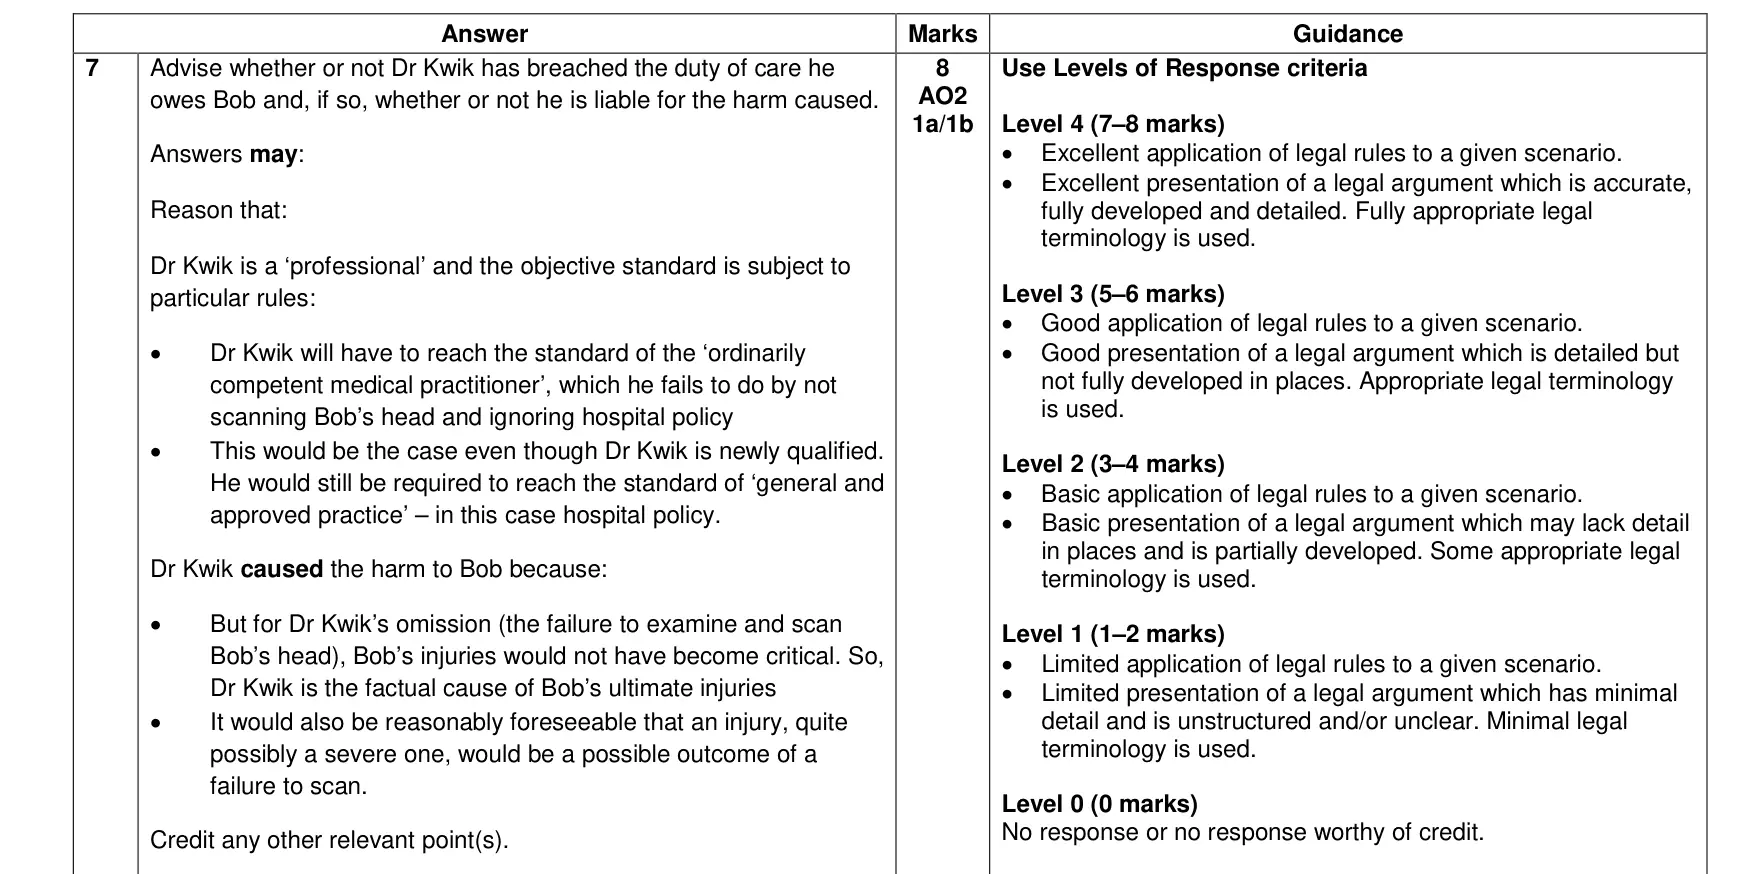 Answer
Marks
Guidance
7
Advise whether or not Dr Kwik has breached the duty of care he
owes Bob and, if so, whether or not he is liable for the harm caused.
Answers may:
Reason that:
Dr Kwik is a ‘professional’ and the objective standard is subject to
particular rules:
• Dr Kwik will have to reach the standard of the ‘ordinarily
competent medical practitioner’, which he fails to do by not
scanning Bob’s head and ignoring hospital policy
• This would be the case even though Dr Kwik is newly qualified.
He would still be required to reach the standard of ‘general and
approved practice’ – in this case hospital policy.
Dr Kwik caused the harm to Bob because:
• But for Dr Kwik’s omission (the failure to examine and scan
Bob’s head), Bob’s injuries would not have become critical. So,
Dr Kwik is the factual cause of Bob’s ultimate injuries
• It would also be reasonably foreseeable that an injury, quite
possibly a severe one, would be a possible outcome of a
failure to scan.
Credit any other relevant point(s).
8
AO2
1a/1b
Use Levels of Response criteria
Level 4 (7–8 marks)
• Excellent application of legal rules to a given scenario.
• Excellent presentation of a legal argument which is accurate,
fully developed and detailed. Fully appropriate legal
terminology is used.
Level 3 (5–6 marks)
• Good application of legal rules to a given scenario.
• Good presentation of a legal argument which is detailed but
not fully developed in places. Appropriate legal terminology
is used.
Level 2 (3–4 marks)
• Basic application of legal rules to a given scenario.
• Basic presentation of a legal argument which may lack detail
in places and is partially developed. Some appropriate legal
terminology is used.
Level 1 (1–2 marks)
• Limited application of legal rules to a given scenario.
• Limited presentation of a legal argument which has minimal
detail and is unstructured and/or unclear. Minimal legal
terminology is used.
Level 0 (0 marks)
No response or no response worthy of credit.